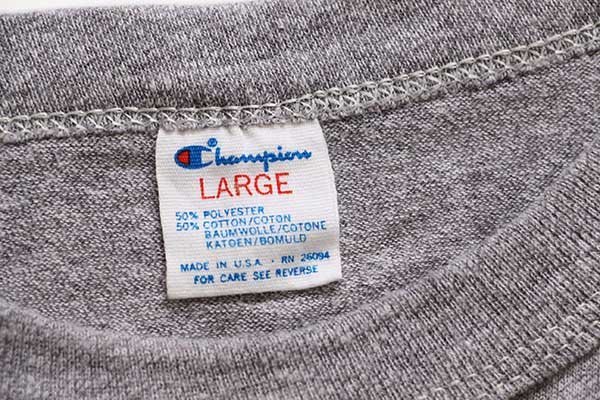 Champion
LARGE
50% POLYESTER
50% COTTON/COTON
BAUMWOLLE/COTONE
KATOEN/BOMULD
MADE IN U.S.A. · RN 26094
FOR CARE SEE REVERSE